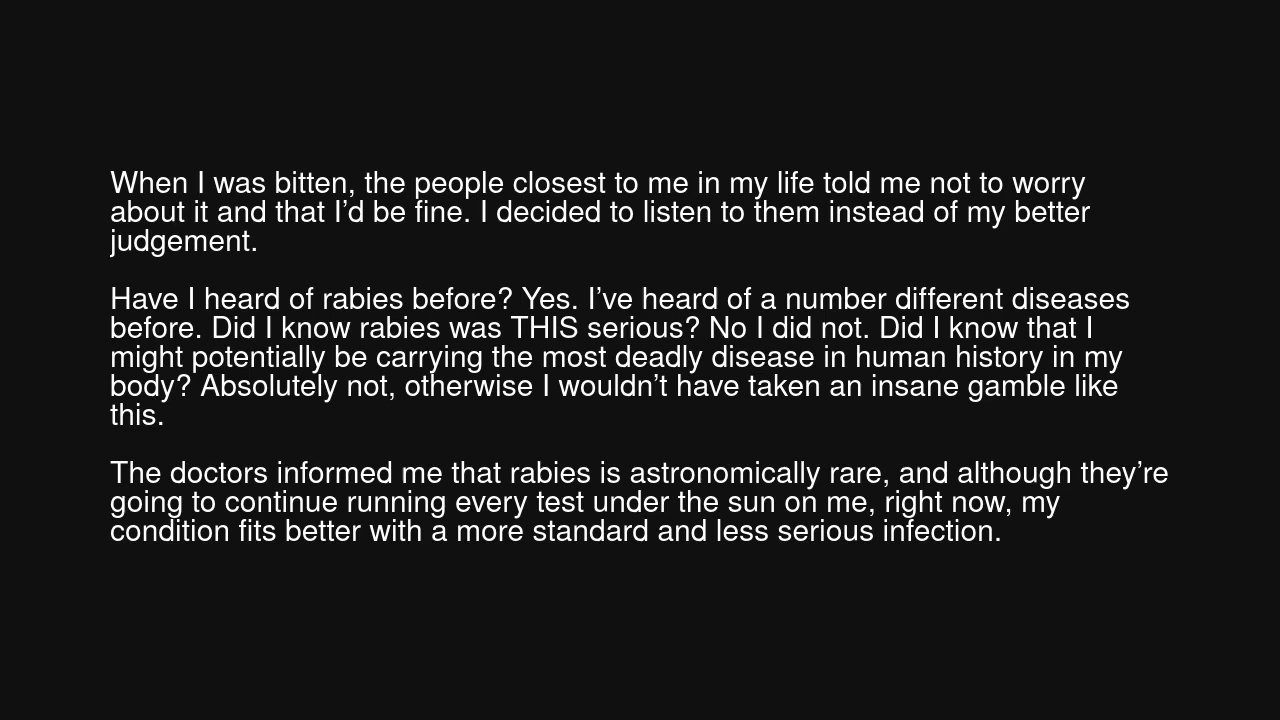 When I was bitten, the people closest to me in my life told me not to worry
about it and that I’d be fine. I decided to listen to them instead of my better
judgement.
Have I heard of rabies before? Yes. I’ve heard of a number different diseases
before. Did I know rabies was THIS serious? No I did not. Did I know that I
might potentially be carrying the most deadly disease in human history in my
body? Absolutely not, otherwise I wouldn’t have taken an insane gamble like
this.
The doctors informed me that rabies is astronomically rare, and although they’re
going to continue running every test under the sun on me, right now, my
condition fits better with a more standard and less serious infection.